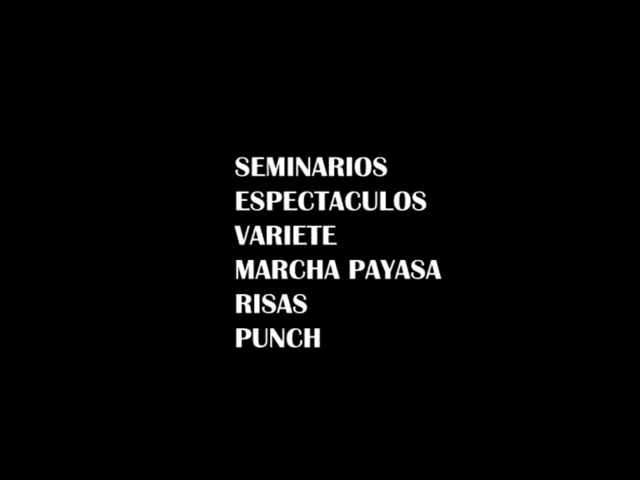 SEMINARIOS
ESPECTACULOS
VARIETE
MARCHA PAYASA
RISAS
PUNCH